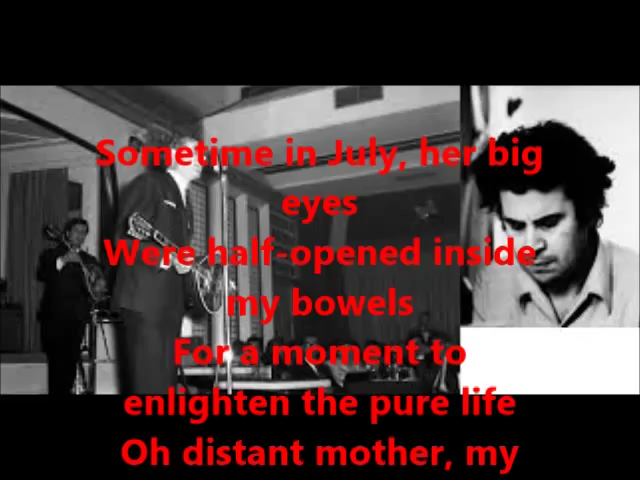 Sometime in July, her big
eyes
Were half-opened inside
my bowels
For a moment to
enlighten the pure life
Oh distant mother, my